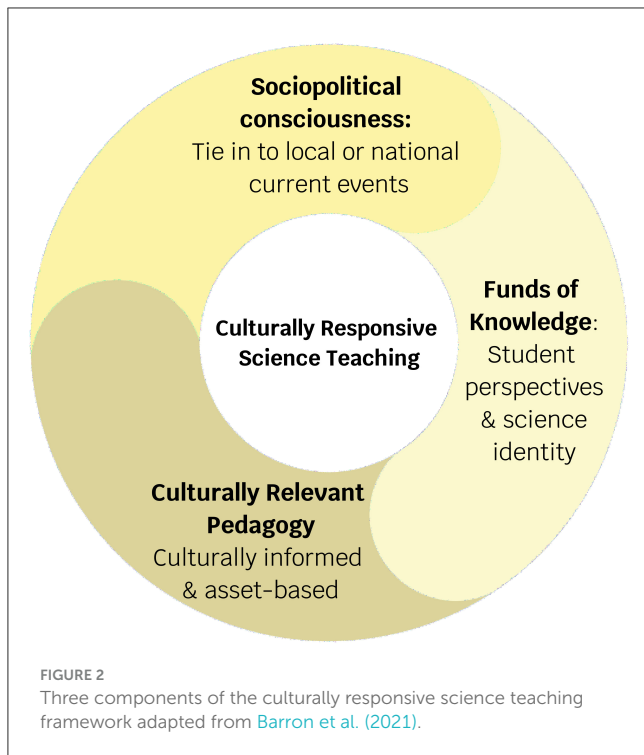 Sociopolitical
consciousness:
Tie in to local or national
current events
Funds of
Knowledge:
Student
perspectives
& science
identity
Culturally Responsive
Science Teaching
Culturally Relevant
Pedagogy
Culturally informed
& asset-based
FIGURE 2
Three components of the culturally responsive science teaching
framework adapted from Barron et al. (2021).